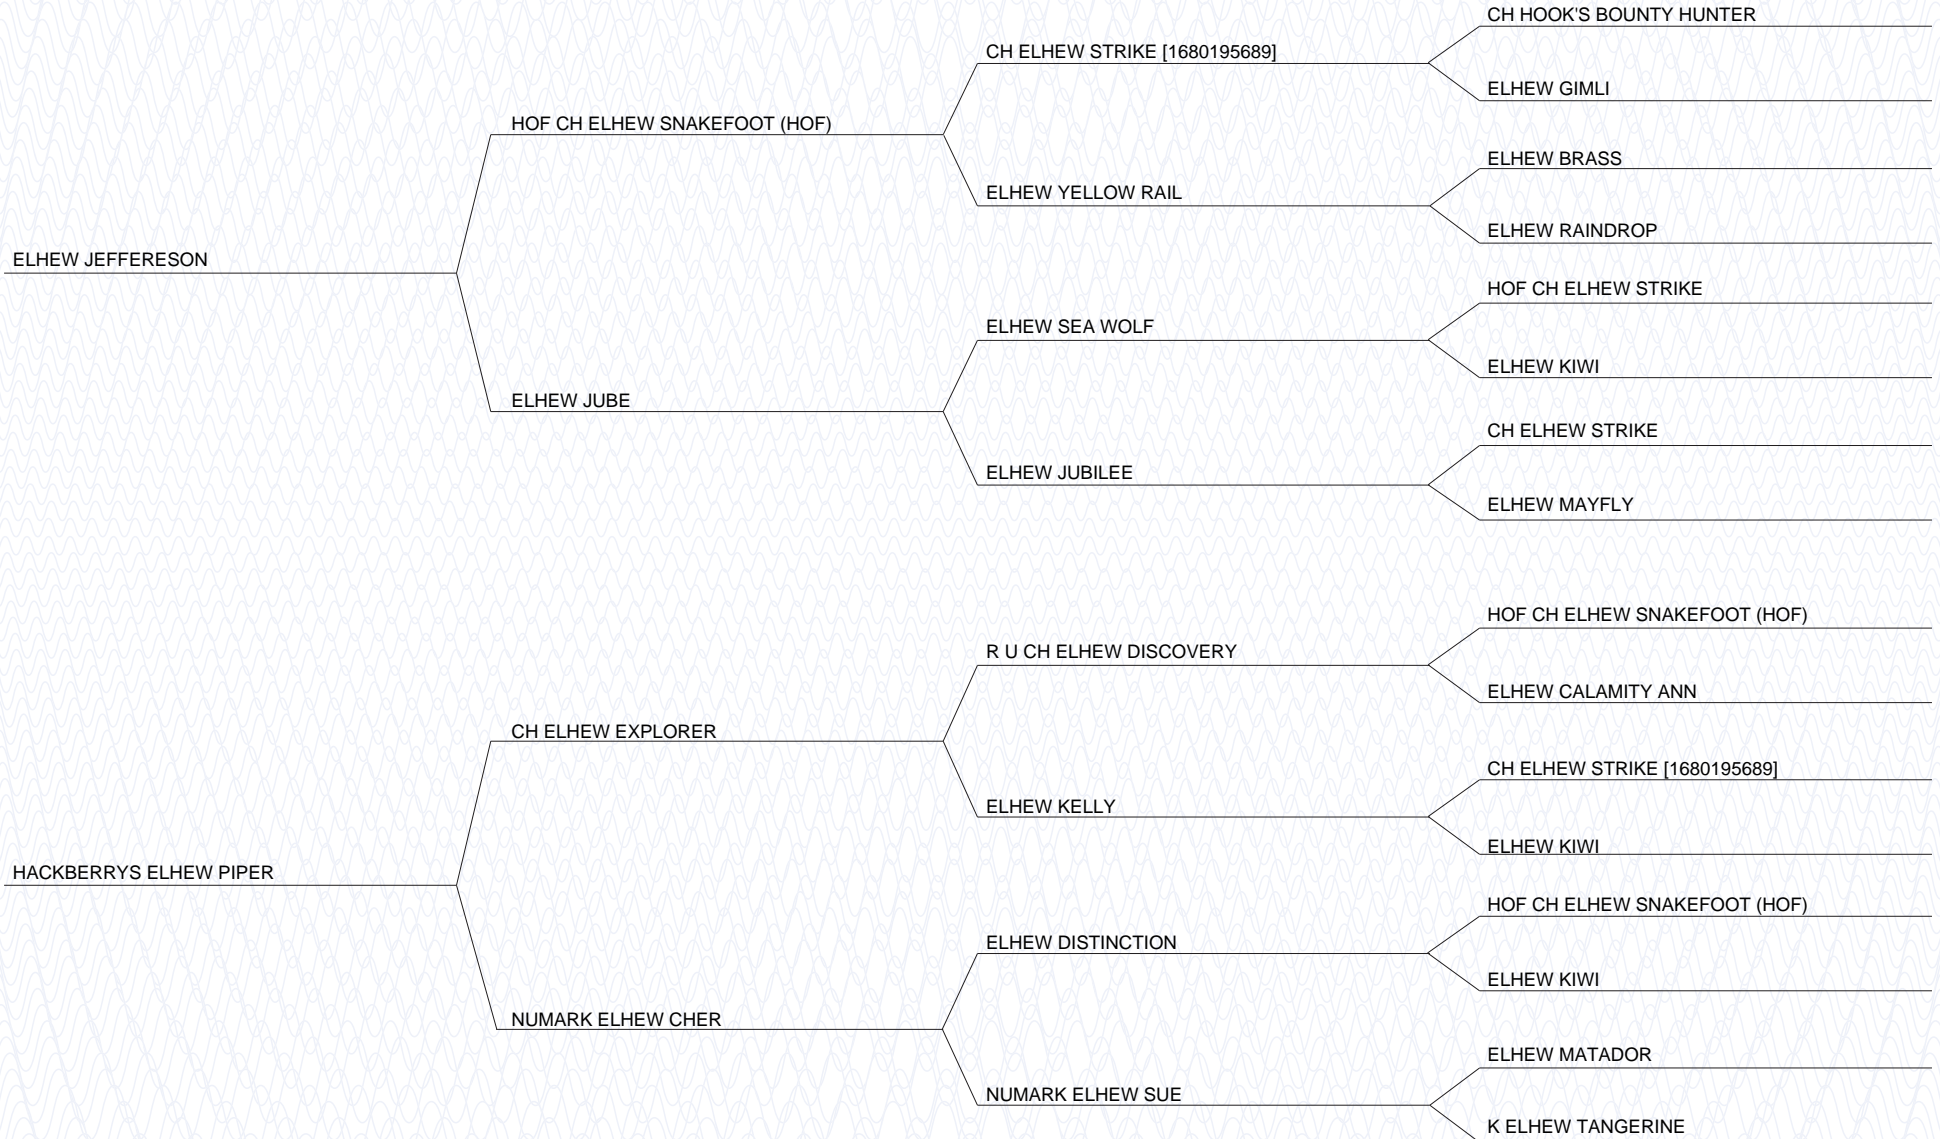 CH HOOK'S BOUNTY HUNTER
CH ELHEW STRIKE [1680195689]
ELHEW GIMLI
HOF CH ELHEW SNAKEFOOT (HOF)
ELHEW BRASS
ELHEW YELLOW RAIL
ELHEW RAINDROP
ELHEW JEFFERESON
HOF CH ELHEW STRIKE
ELHEW SEA WOLF
ELHEW KIWI
ELHEW JUBE
CH ELHEW STRIKE
ELHEW JUBILEE
ELHEW MAYFLY
HOF CH ELHEW SNAKEFOOT (HOF)
R U CH ELHEW DISCOVERY
ELHEW CALAMITY ANN
CH ELHEW EXPLORER
CH ELHEW STRIKE [1680195689]
ELHEW KELLY
ELHEW KIWI
HACKBERRYS ELHEW PIPER
HOF CH ELHEW SNAKEFOOT (HOF)
ELHEW DISTINCTION
ELHEW KIWI
NUMARK ELHEW CHER
ELHEW MATADOR
NUMARK ELHEW SUE
K ELHEW TANGERINE